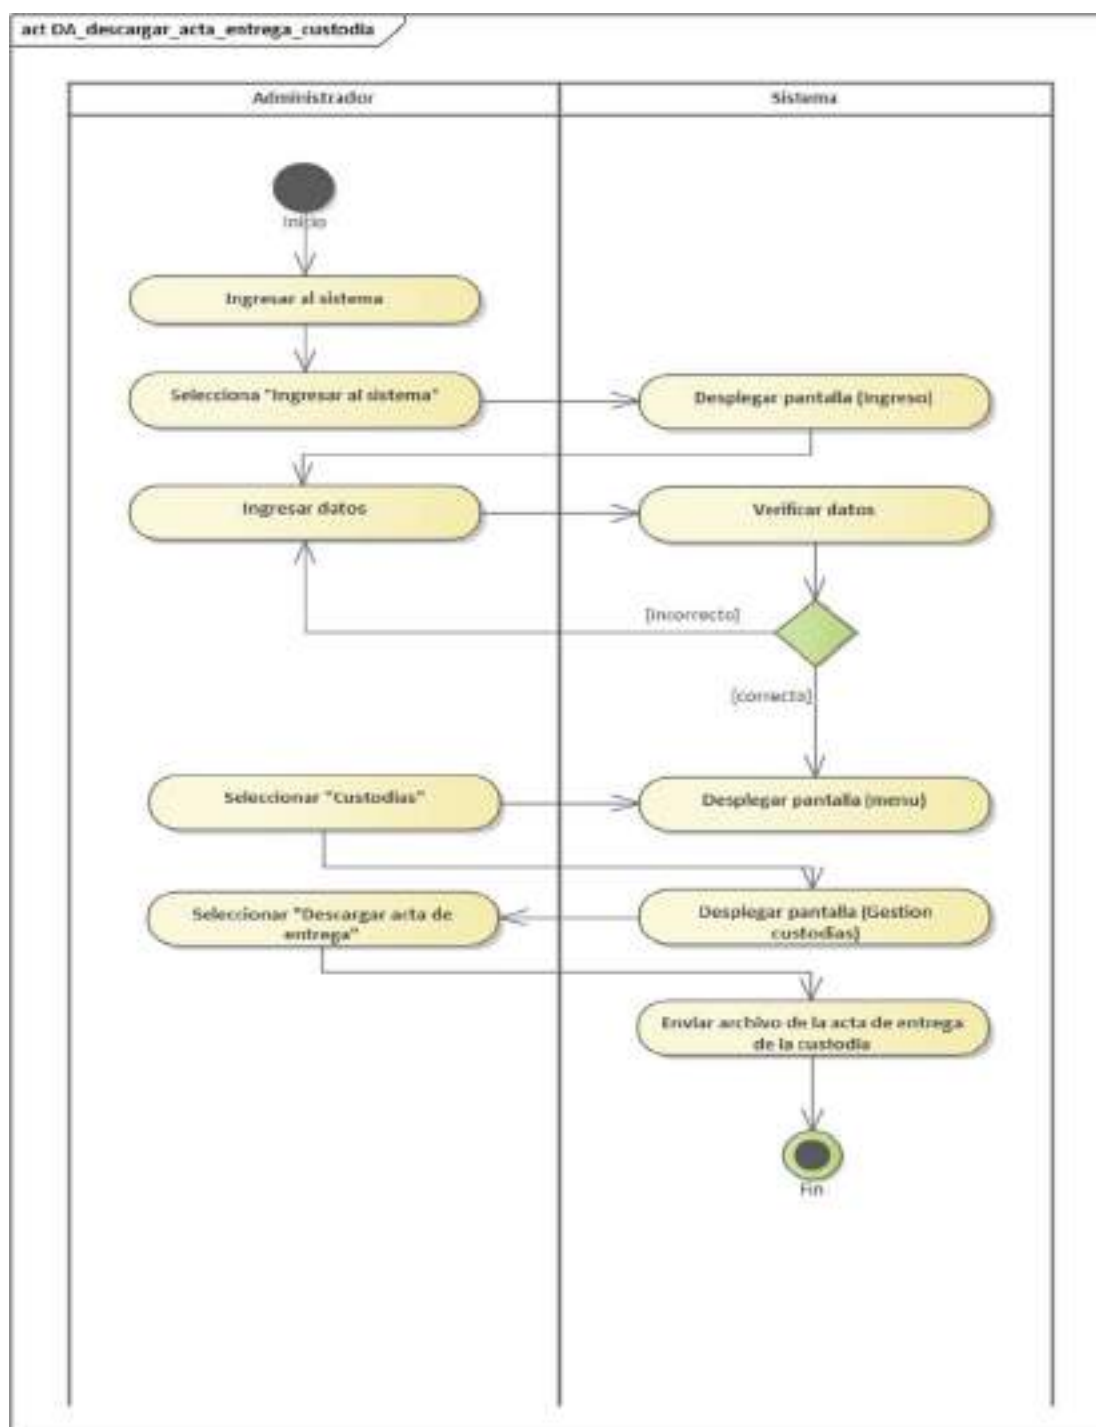 act DA_descargar_acta_entrega_custodia
Administrador
Sistema
Inicio
Ingresar al sistema
Selecciona "Ingresar al sistema"
Desplegar pantalla (Ingreso)
Ingresar datos
Verificar datos
[incorrecto]
[correcto]
Seleccionar "Custodias"
Desplegar pantalla (menu)
Seleccionar "Descargar acta de
entrega"
Desplegar pantalla (Gestion
custodias)
Enviar archivo de la acta de entrega
de la custodia
Fin